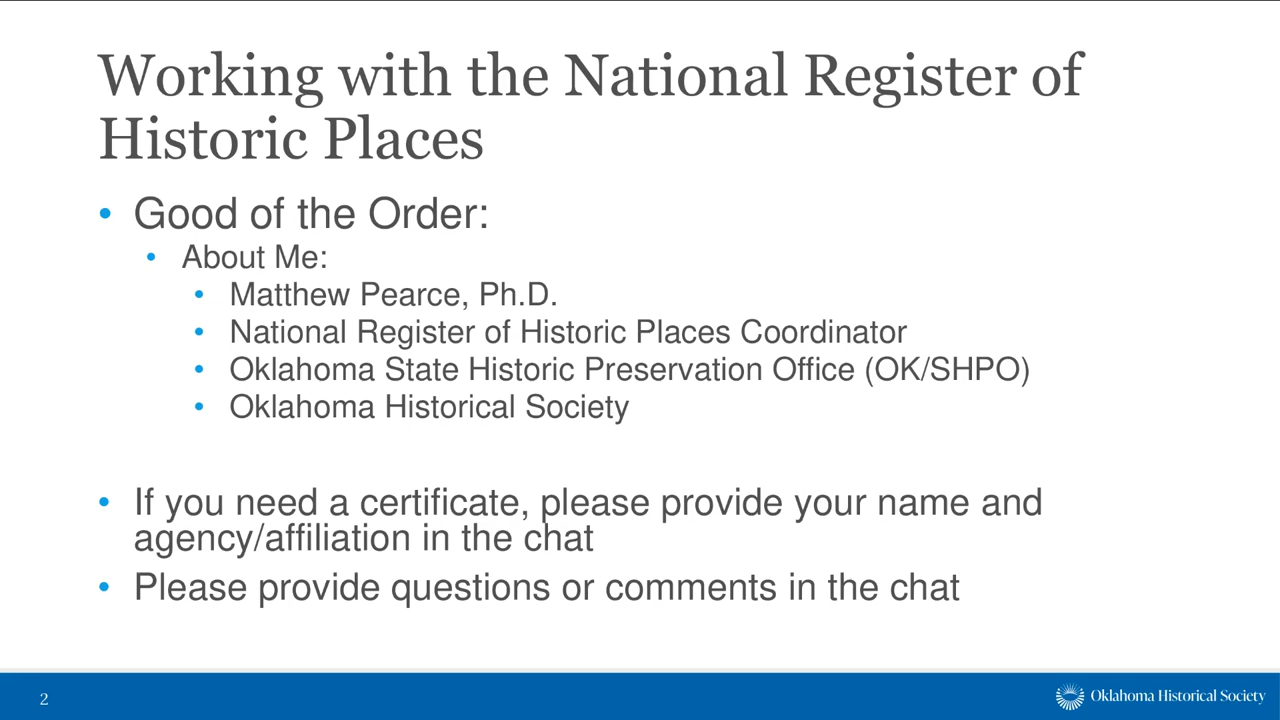 Working with the National Register of
Historic Places
• Good of the Order:
• About Me:
• Matthew Pearce, Ph.D.
• National Register of Historic Places Coordinator
• Oklahoma State Historic Preservation Office (OK/SHPO)
• Oklahoma Historical Society
• If you need a certificate, please provide your name and
agency/affiliation in the chat
• Please provide questions or comments in the chat
2
Oklahoma Historical Society